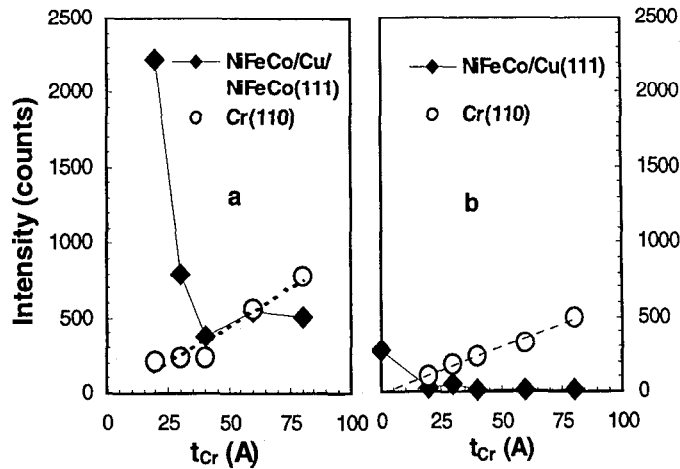 2500
2000
1500
1000
500
0
Intensity (counts)
NiFeCo/Cu/
NiFeCo(111)
Cr(110)
a
0 25 50 75 100
tCr (A)
NiFeCo/Cu(111)
Cr(110)
b
0 25 50 75 100
tCr (A)
2500
2000
1500
1000
500
0